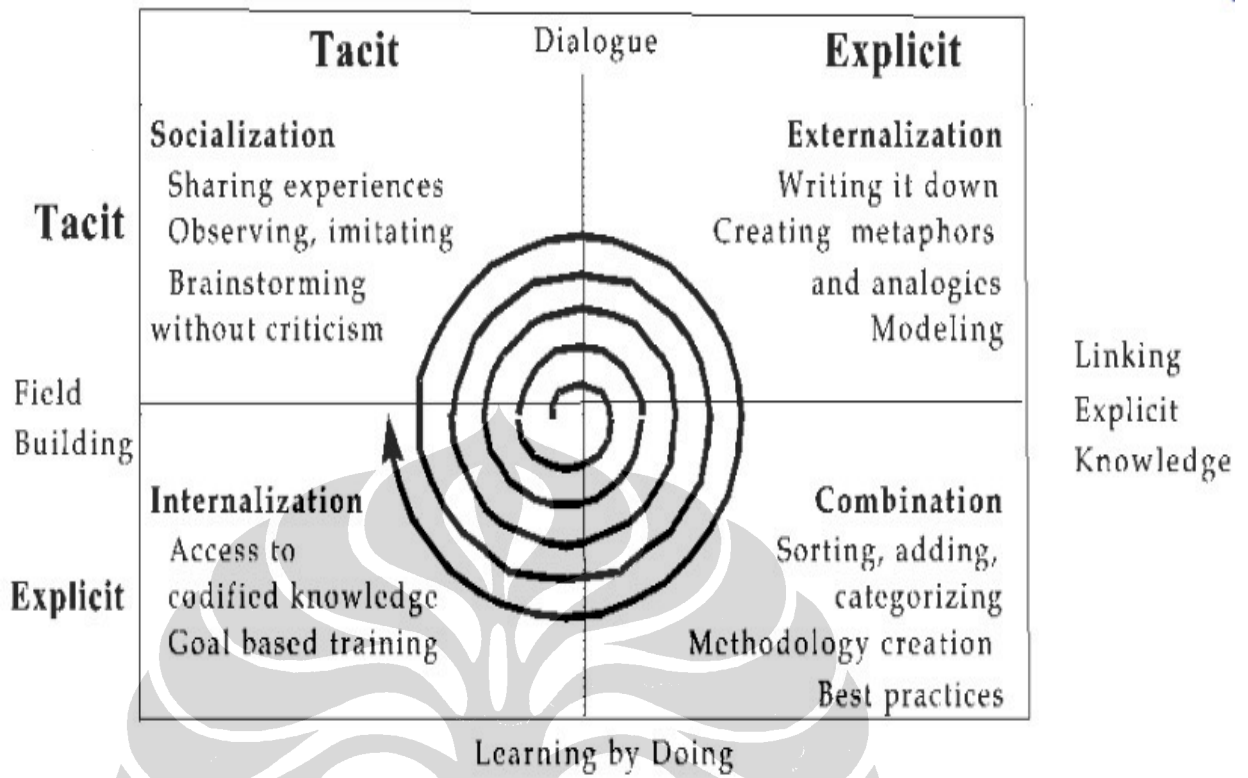 Tacit
Dialogue
Explicit
Socialization
Sharing experiences
Observing, imitating
Brainstorming
without criticism
Externalization
Writing it down
Creating metaphors
and analogies
Modeling
Tacit
Field
Building
Linking
Explicit
Knowledge
Internalization
Access to
codified knowledge
Goal based training
Combination
Sorting, adding,
categorizing
Methodology creation
Best practices
Explicit
Learning by Doing